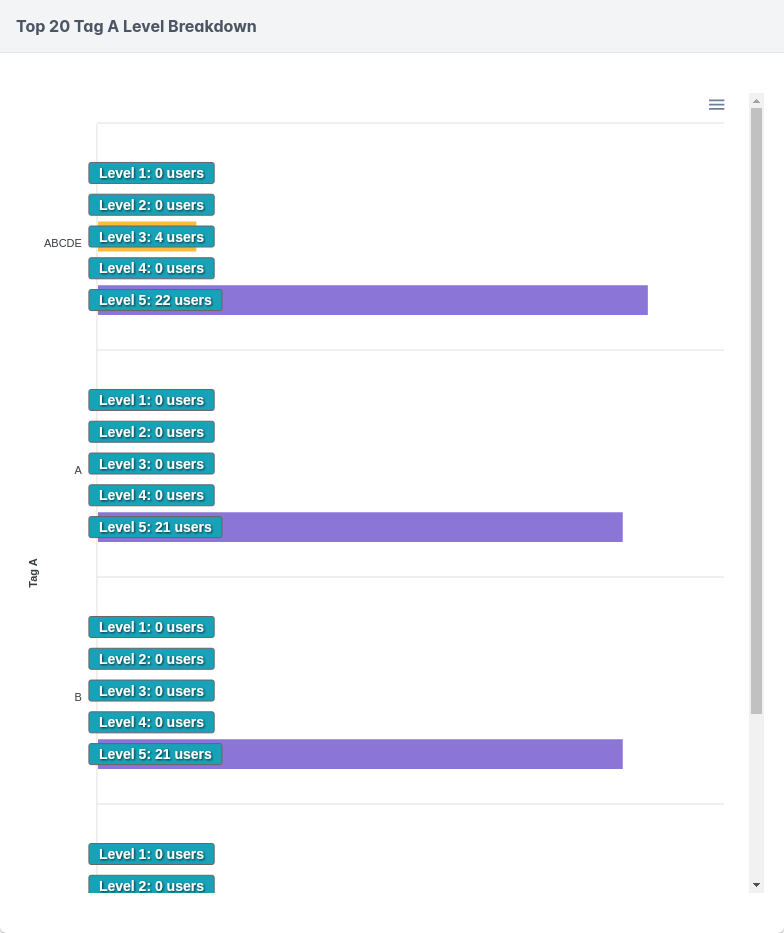 Top 20 Tag A Level Breakdown
Level 1: 0 users
Level 2: 0 users
ABCDE
Level 3: 4 users
Level 4: 0 users
Level 5: 22 users
Level 1: 0 users
Level 2: 0 users
A
Level 3: 0 users
Level 4: 0 users
Level 5: 21 users
Tag A
Level 1: 0 users
Level 2: 0 users
B
Level 3: 0 users
Level 4: 0 users
Level 5: 21 users
Level 1: 0 users
Level 2: 0 users